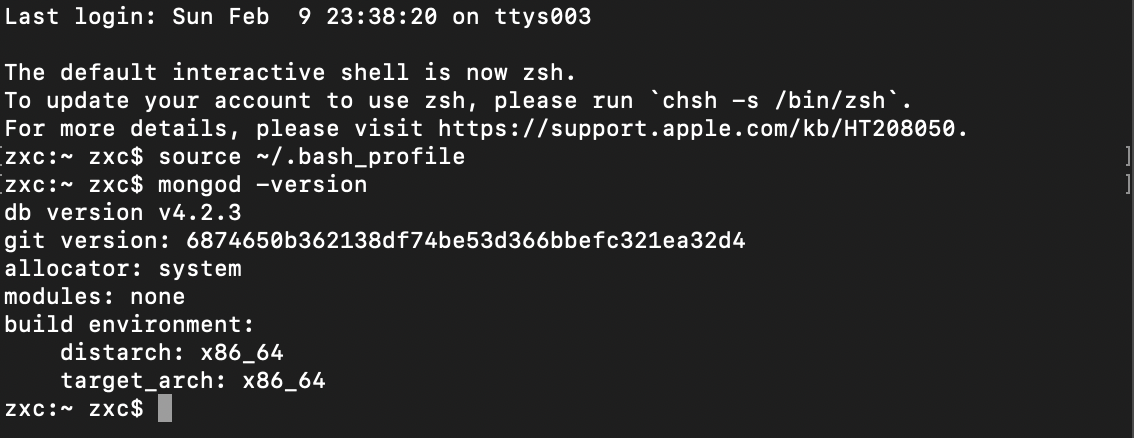 Last login: Sun Feb  9 23:38:20 on ttys003

The default interactive shell is now zsh.
To update your account to use zsh, please run `chsh -s /bin/zsh`.
For more details, please visit https://support.apple.com/kb/HT208050.
[zxc:~ zxc$ source ~/.bash_profile ]
[zxc:~ zxc$ mongod -version ]
db version v4.2.3
git version: 6874650b362138df74be53d366bbefc321ea32d4
allocator: system
modules: none
build environment:
    distarch: x86_64
    target_arch: x86_64
zxc:~ zxc$